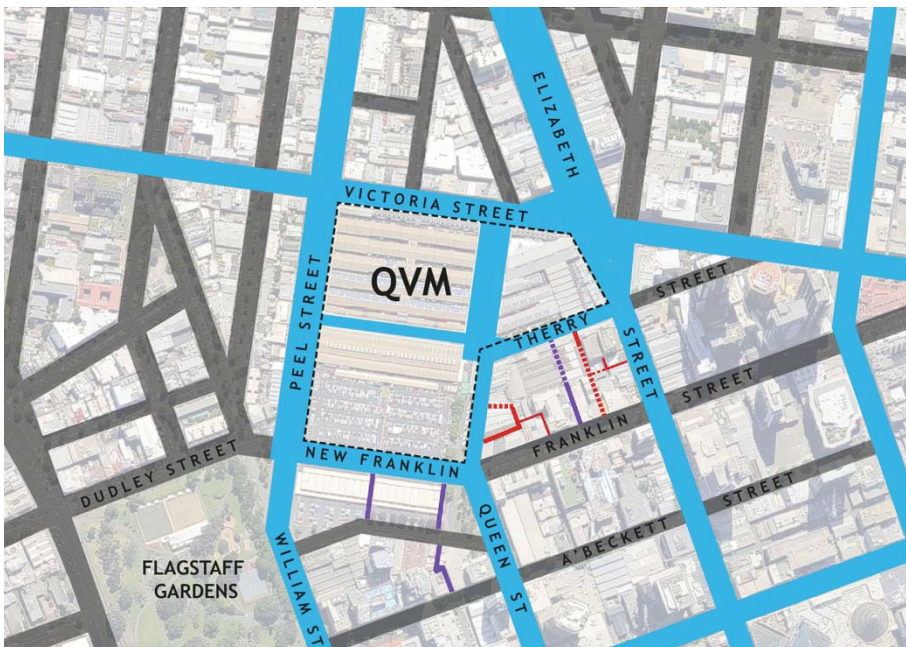 ELIZABETH
VICTORIA STREET
QVM
PEEL STREET
THERRY
STREET
STREET
FRANKLIN
STREET
NEW FRANKLIN
DUDLEY STREET
QUEEN ST
A'BECKETT
STREET
FLAGSTAFF
GARDENS
WILLIAM ST